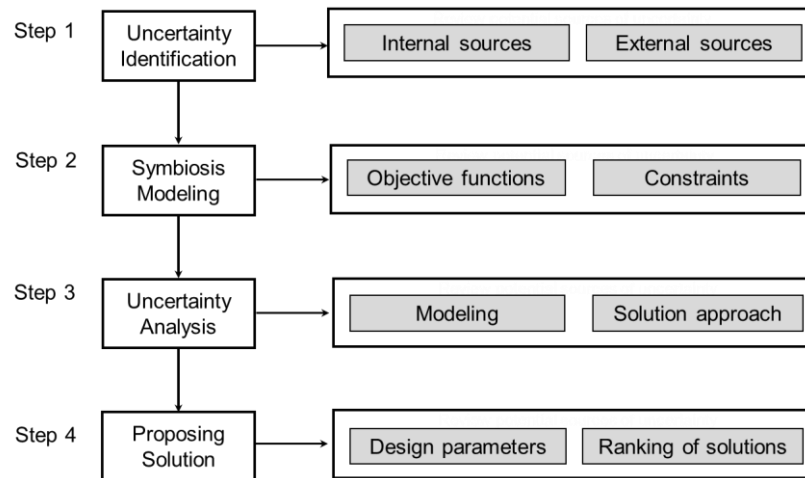 Step 1
Uncertainty
Identification
Internal sources
External sources
Step 2
Symbiosis
Modeling
Objective functions
Constraints
Step 3
Uncertainty
Analysis
Modeling
Solution approach
Step 4
Proposing
Solution
Design parameters
Ranking of solutions